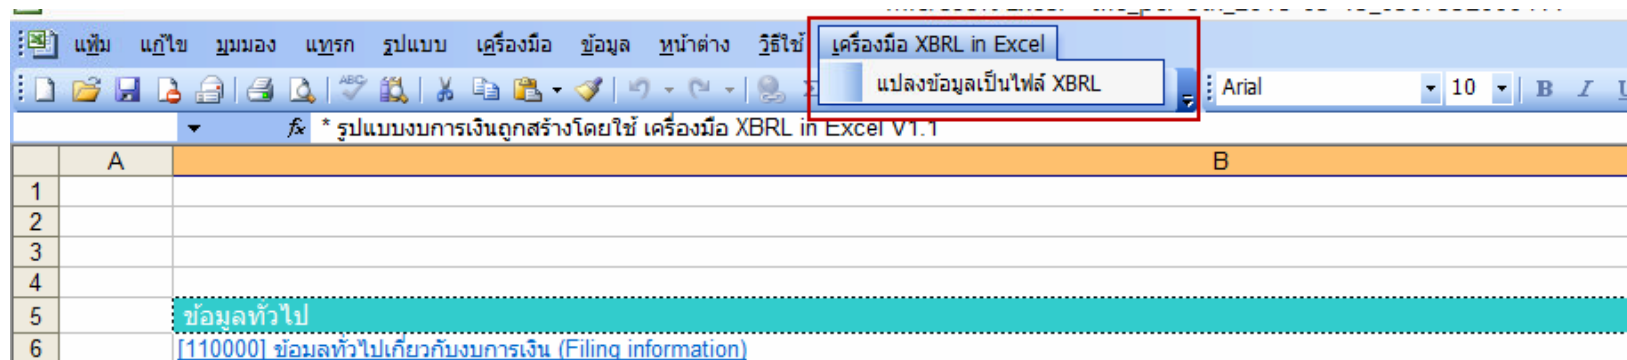 แฟ้ม แก้ไข มุมมอง แทรก รูปแบบ เครื่องมือ ข้อมูล หน้าต่าง วิธีใช้ เครื่องมือ XBRL in Excel
แปลงข้อมูลเป็นไฟล์ XBRL
Arial 10 B I U
fx * รูปแบบงบการเงินถูกสร้างโดยใช้ เครื่องมือ XBRL in Excel V1.1
A B
1
2
3
4
5 ข้อมูลทั่วไป
6 [110000] ข้อมูลทั่วไปเกี่ยวกับงบการเงิน (Filing information)